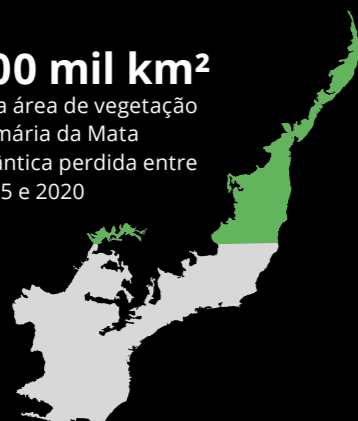 00 mil km²
a área de vegetação
mária da Mata
ântica perdida entre
5 e 2020